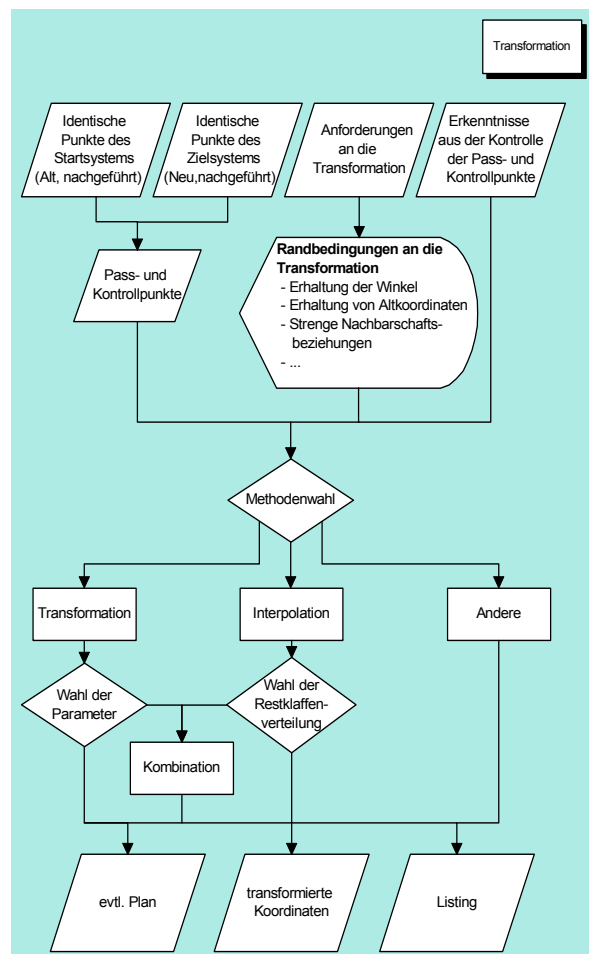 Transformation
Identische
Punkte des
Startsystems
(Alt, nachgeführt)
Identische
Punkte des
Zielsystems
(Neu,nachgeführt)
Anforderungen
an die
Transformation
Erkenntnisse
aus der Kontrolle
der Pass- und
Kontrollpunkte
Pass- und
Kontrollpunkte
Randbedingungen an die
Transformation
- Erhaltung der Winkel
- Erhaltung von Altkoordinaten
- Strenge Nachbarschafts-
beziehungen
- ...
Methodenwahl
Transformation
Interpolation
Andere
Wahl der
Parameter
Wahl der
Restklaffen-
verteilung
Kombination
evtl. Plan
transformierte
Koordinaten
Listing